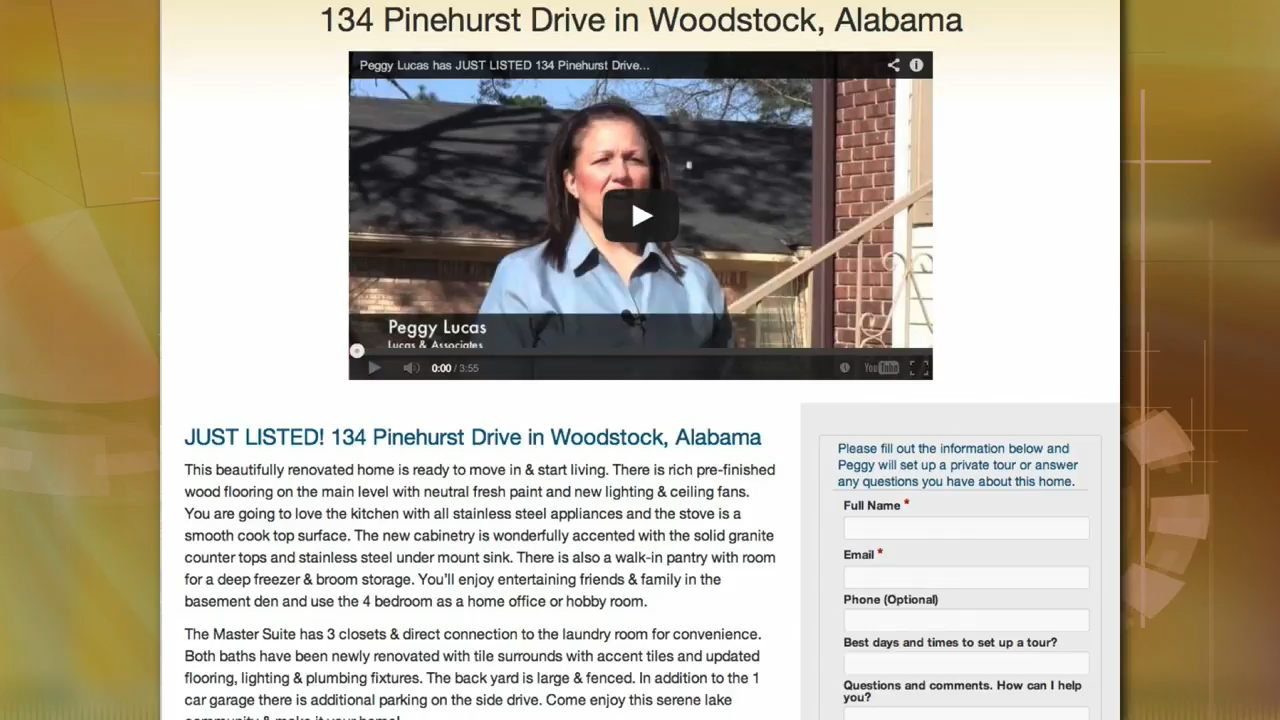 134 Pinehurst Drive in Woodstock, Alabama
Peggy Lucas has JUST LISTED 134 Pinehurst Drive...
Peggy Lucas
Lucas & Associates
0:00 / 3:55
YouTube
JUST LISTED! 134 Pinehurst Drive in Woodstock, Alabama
This beautifully renovated home is ready to move in & start living. There is rich pre-finished
wood flooring on the main level with neutral fresh paint and new lighting & ceiling fans.
You are going to love the kitchen with all stainless steel appliances and the stove is a
smooth cook top surface. The new cabinetry is wonderfully accented with the solid granite
counter tops and stainless steel under mount sink. There is also a walk-in pantry with room
for a deep freezer & broom storage. You'll enjoy entertaining friends & family in the
basement den and use the 4 bedroom as a home office or hobby room.
The Master Suite has 3 closets & direct connection to the laundry room for convenience.
Both baths have been newly renovated with tile surrounds with accent tiles and updated
flooring, lighting & plumbing fixtures. The back yard is large & fenced. In addition to the 1
car garage there is additional parking on the side drive. Come enjoy this serene lake
community & make it your home!
Please fill out the information below and
Peggy will set up a private tour or answer
any questions you have about this home.
Full Name *
Email *
Phone (Optional)
Best days and times to set up a tour?
Questions and comments. How can I help
you?